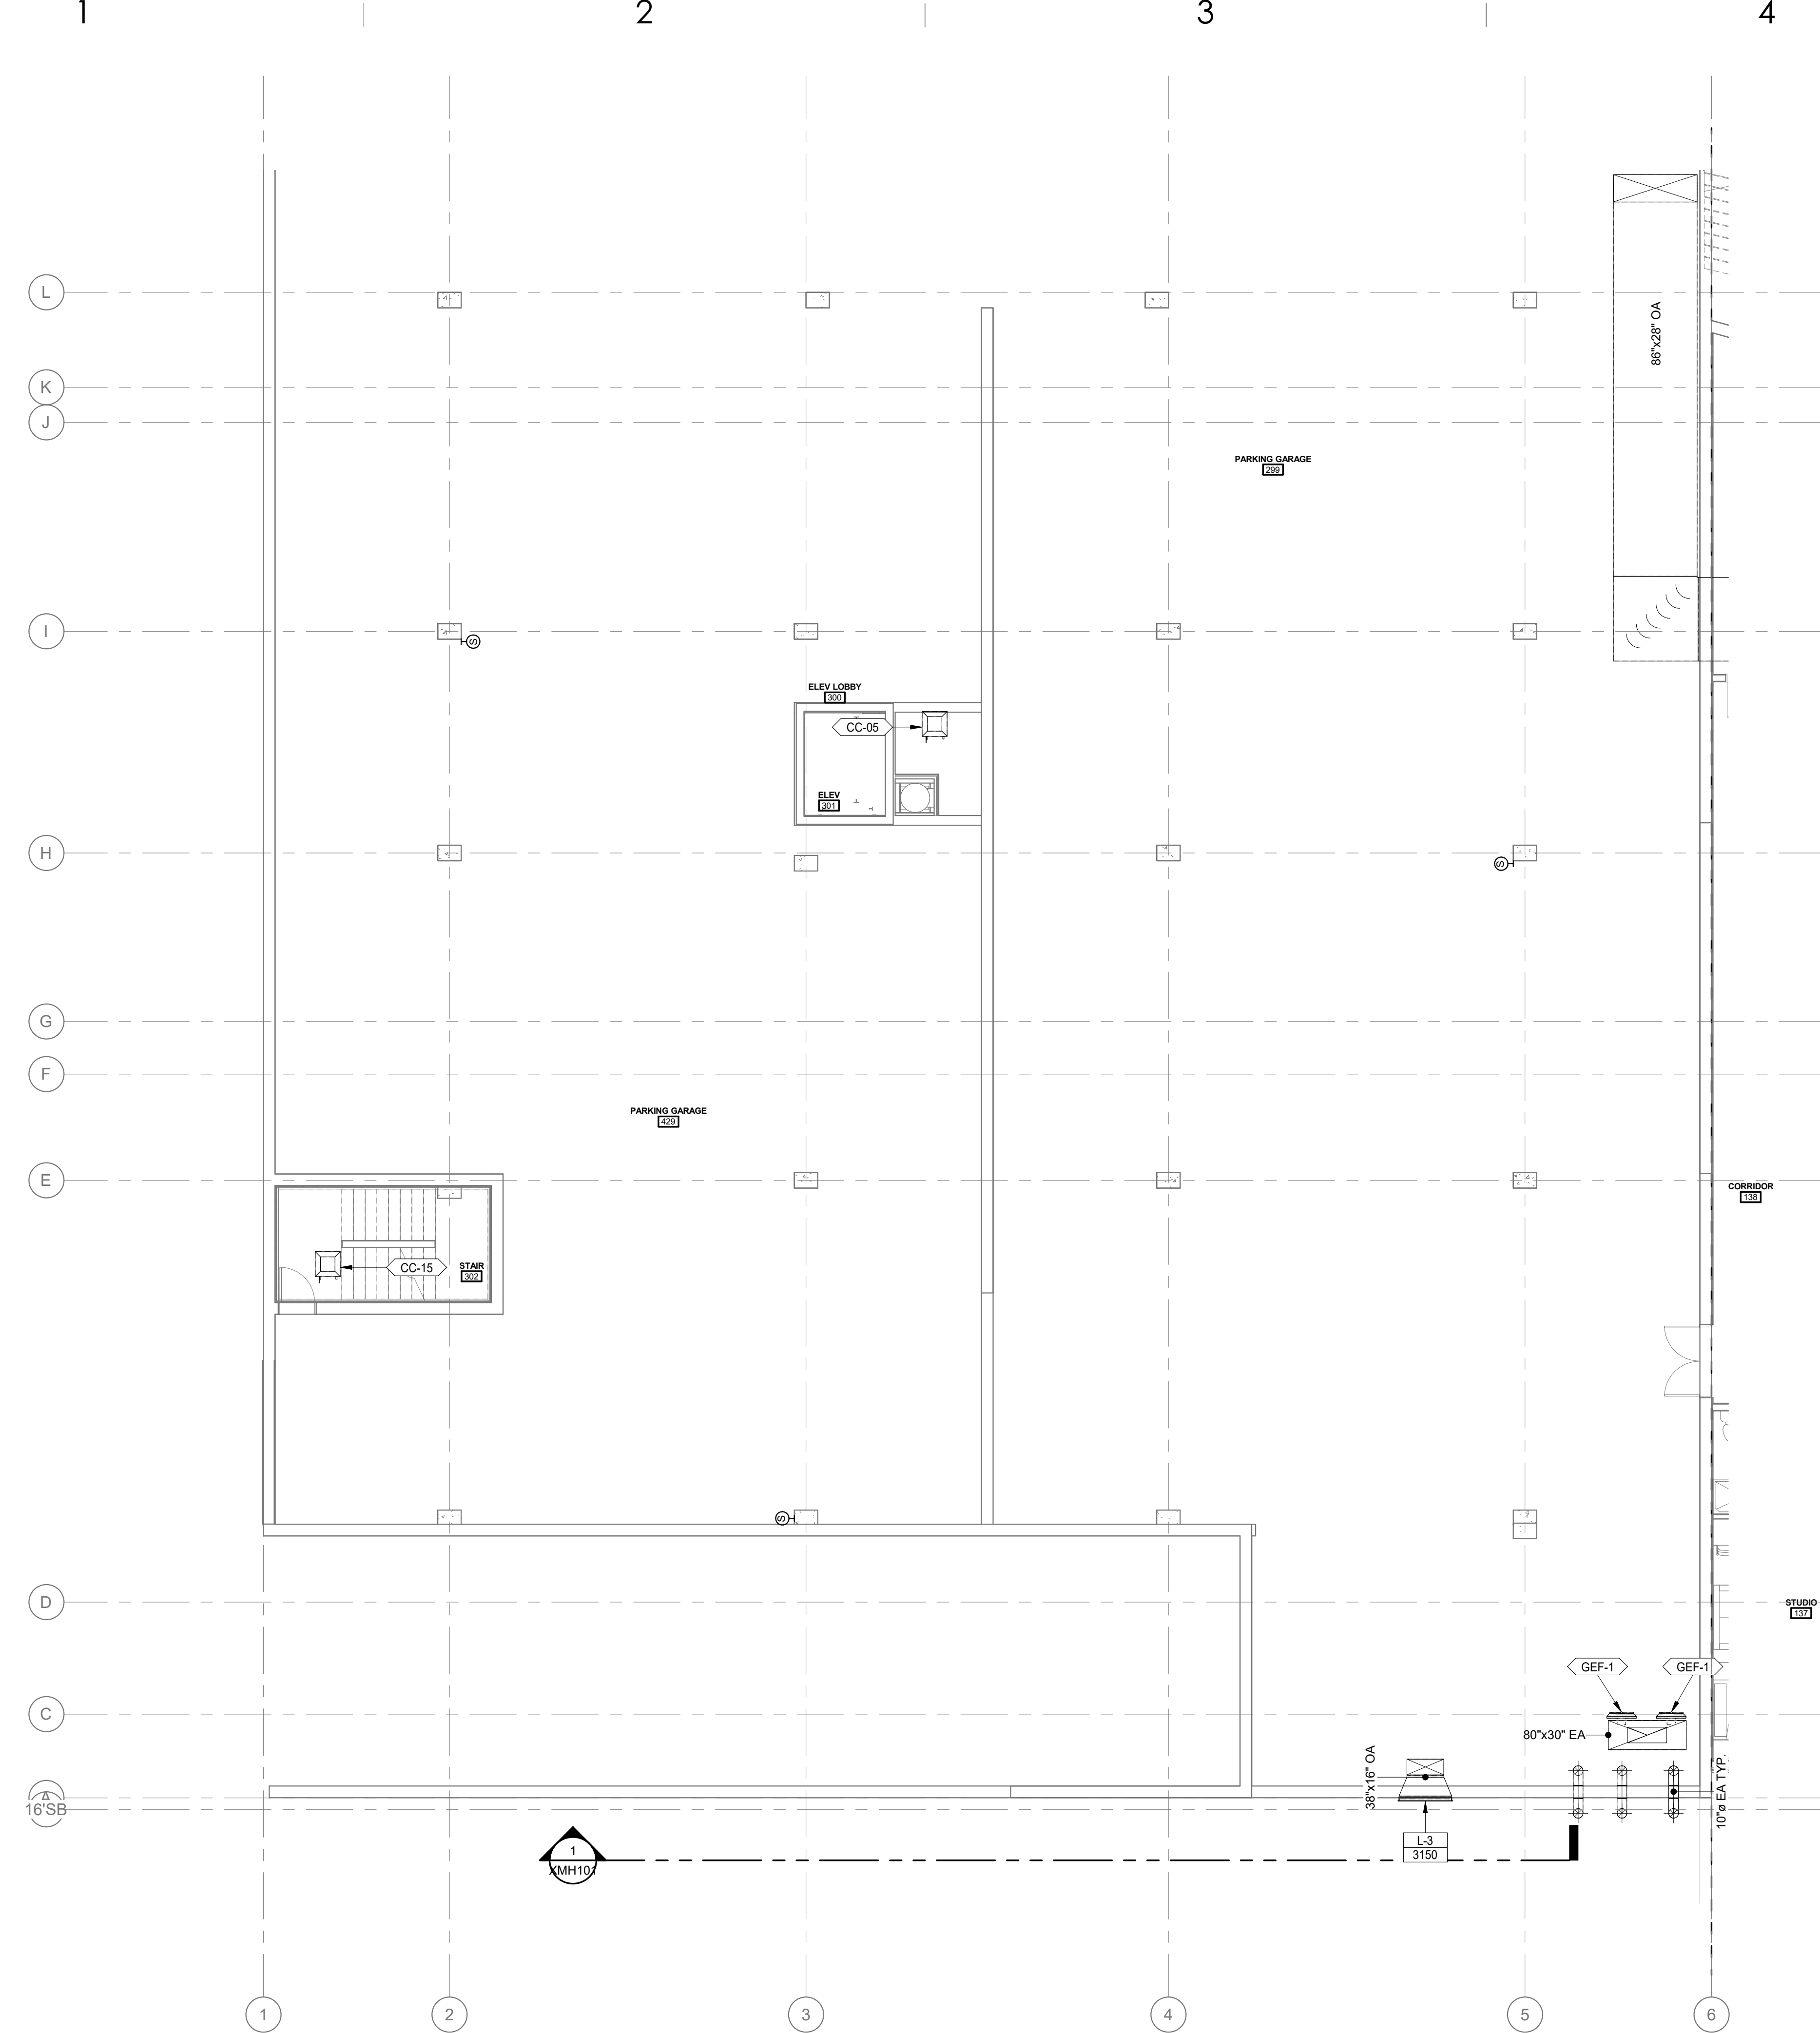 1
2
3
4
L
86"x28" OA
K
J
PARKING GARAGE
299
I
S
ELEV LOBBY
300
CC-05
ELEV
301
H
S
G
F
PARKING GARAGE
429
E
CORRIDOR
138
CC-15
STAIR
302
S
D
STUDIO
137
GEF-1
GEF-1
C
80"x30" EA
38"x16" OA
10"ø EA TYP.
A
16'SB
L-3
3150
1
XMH101
1
2
3
4
5
6